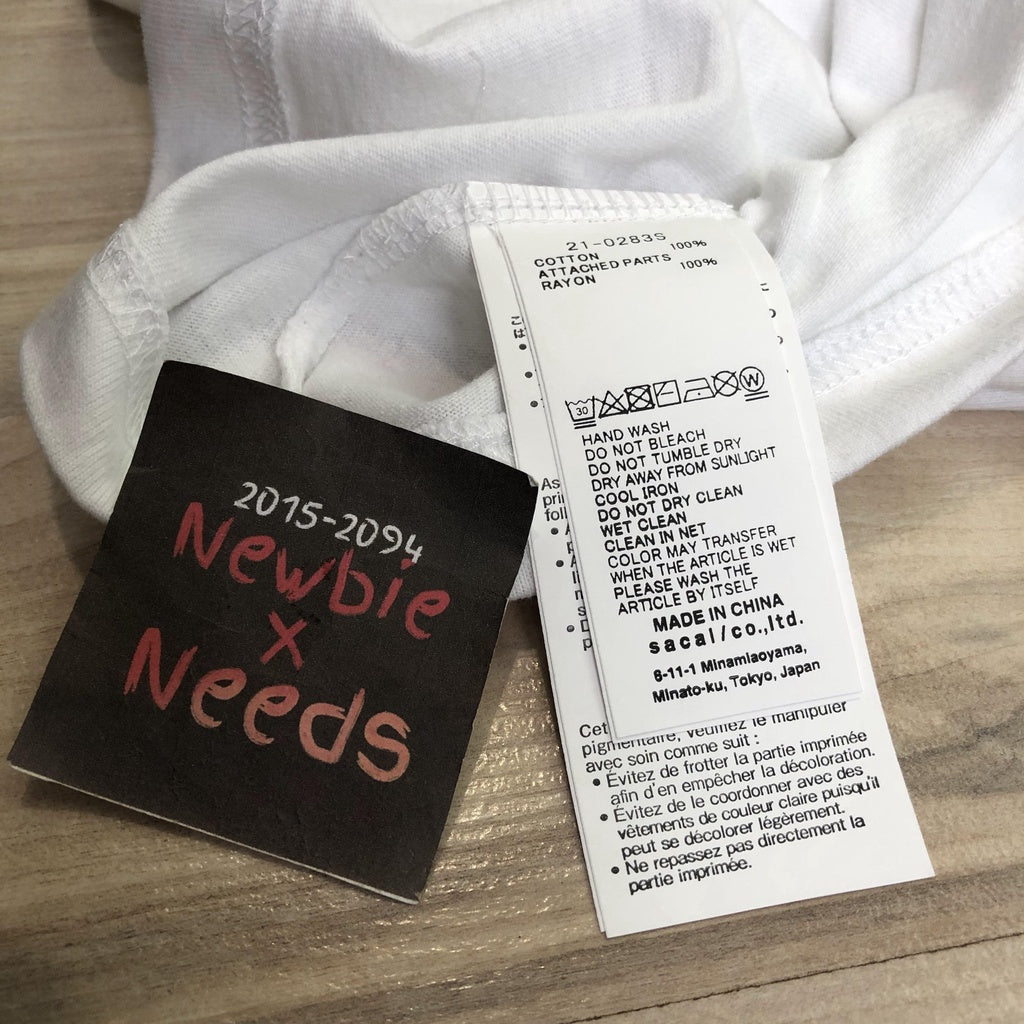 2015-2094
Newbie
x
Needs
21-0283S
COTTON 100%
ATTACHED PARTS
RAYON 100%
30
W
HAND WASH
DO NOT BLEACH
DO NOT TUMBLE DRY
DRY AWAY FROM SUNLIGHT
COOL IRON
DO NOT DRY CLEAN
WET CLEAN
CLEAN IN NET
COLOR MAY TRANSFER
WHEN THE ARTICLE IS WET
PLEASE WASH THE
ARTICLE BY ITSELF
MADE IN CHINA
sacal/co.,ltd.
6-11-1 Minamiaoyama,
Minato-ku, Tokyo, Japan
pigmentaire, veuillez le manipuler
avec soin comme suit :
• Évitez de frotter la partie imprimée
afin d'en empêcher la décoloration.
• Évitez de le coordonner avec des
vêtements de couleur claire puisqu'il
peut se décolorer légèrement.
• Ne repassez pas directement la
partie imprimée.